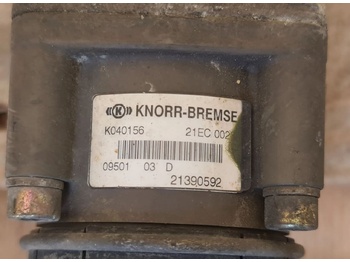 KNORR-BREMSE
K040156 21EC 002
09501 03 D
21390592